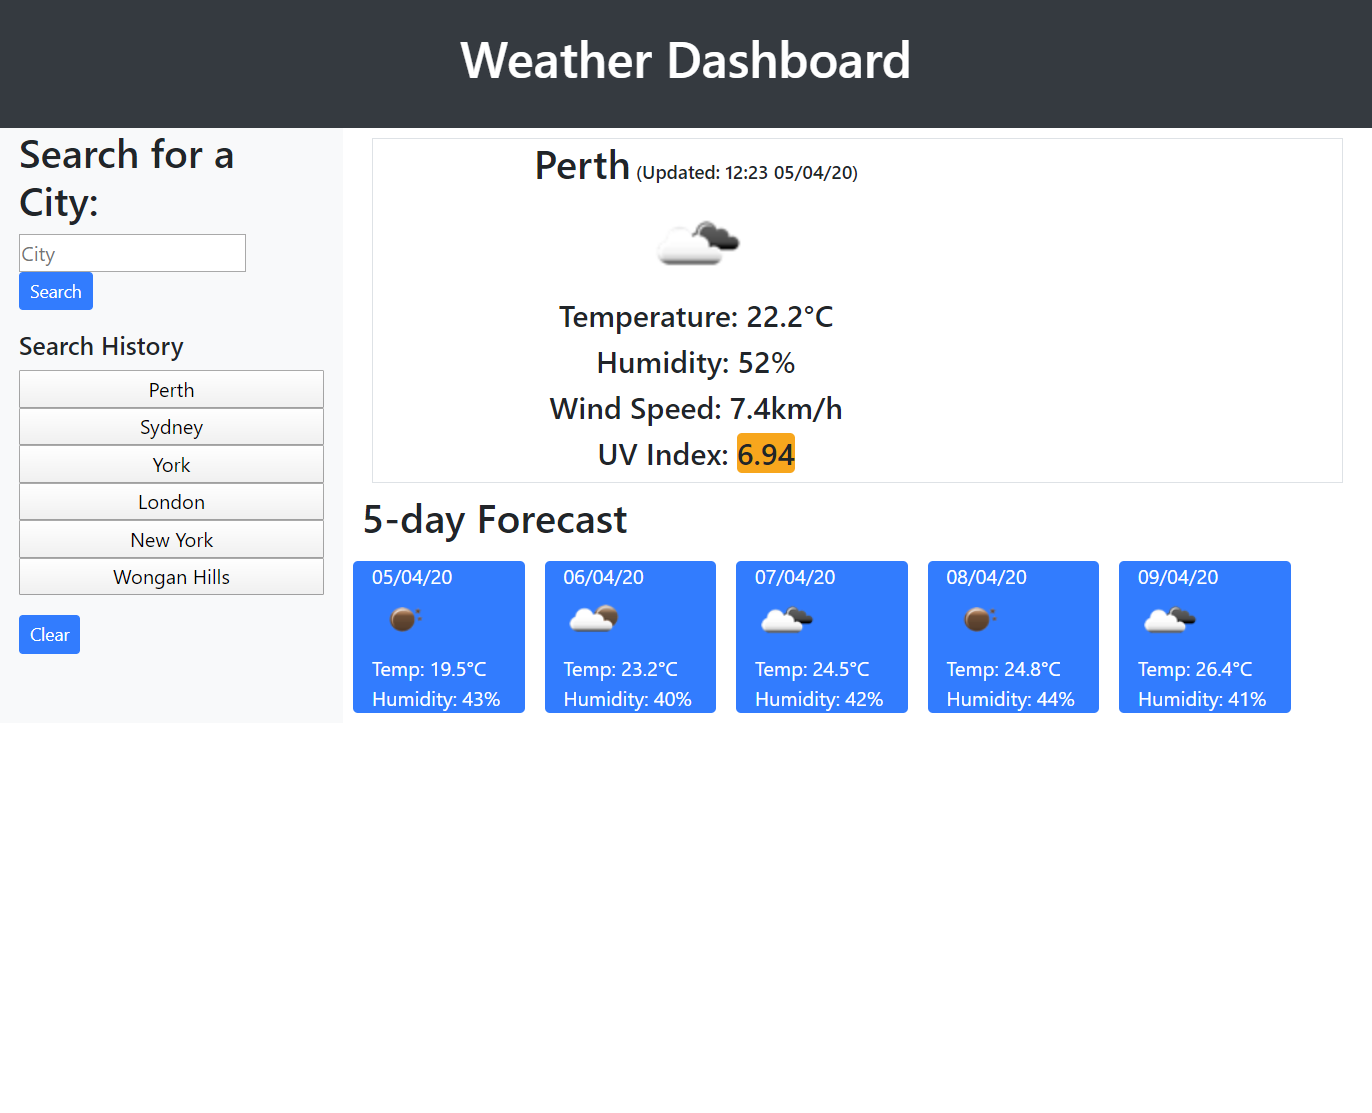 Weather Dashboard
Search for a
City:
City
Search
Search History
Perth
Sydney
York
London
New York
Wongan Hills
Clear
Perth (Updated: 12:23 05/04/20)
Temperature: 22.2°C
Humidity: 52%
Wind Speed: 7.4km/h
UV Index: 6.94
5-day Forecast
05/04/20
Temp: 19.5°C
Humidity: 43%
06/04/20
Temp: 23.2°C
Humidity: 40%
07/04/20
Temp: 24.5°C
Humidity: 42%
08/04/20
Temp: 24.8°C
Humidity: 44%
09/04/20
Temp: 26.4°C
Humidity: 41%